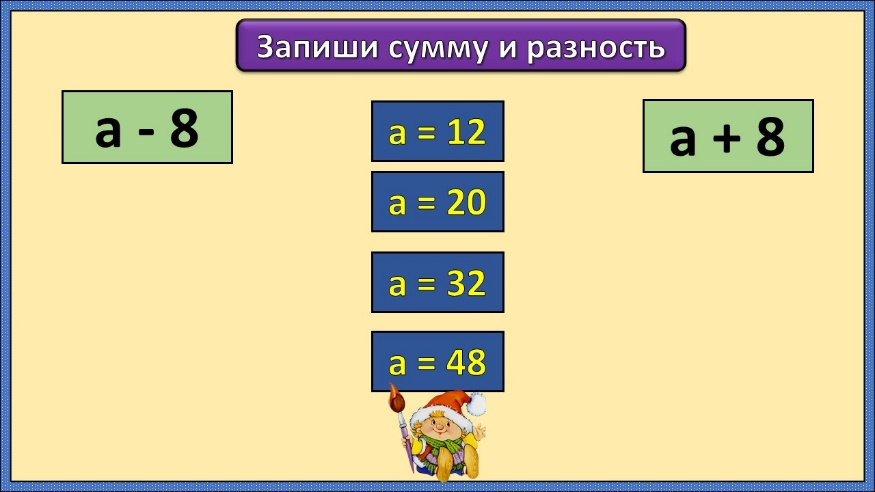 Запиши сумму и разность
а - 8
а = 12
а + 8
а = 20
а = 32
а = 48